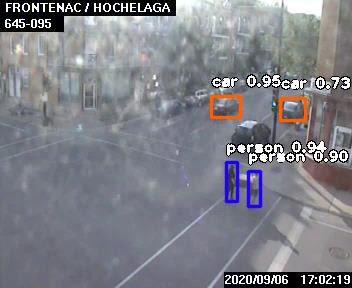 FRONTENAC / HOCHELAGA
645-095
car 0.95
car 0.73
person 0.94
person 0.90
2020/09/06 17:02:19